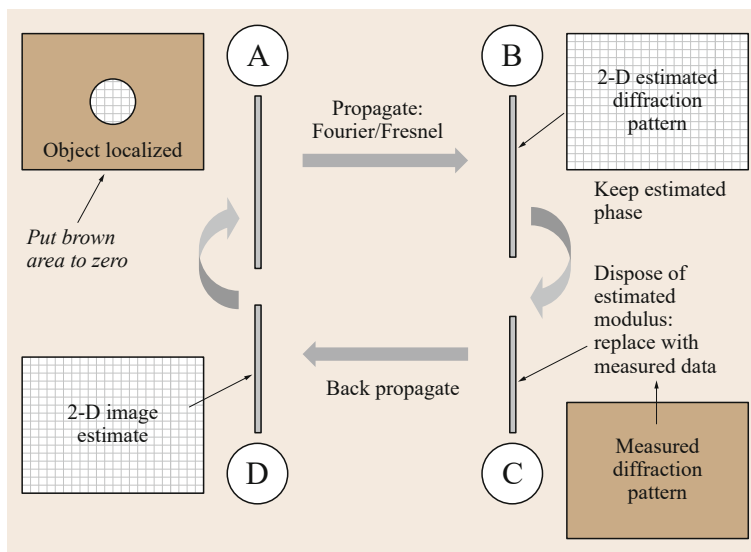 A
B
Object localized
Put brown
area to zero
Propagate:
Fourier/Fresnel
2-D estimated
diffraction
pattern
Keep estimated
phase
Dispose of
estimated
modulus:
replace with
measured data
Back propagate
2-D image
estimate
D
C
Measured
diffraction
pattern